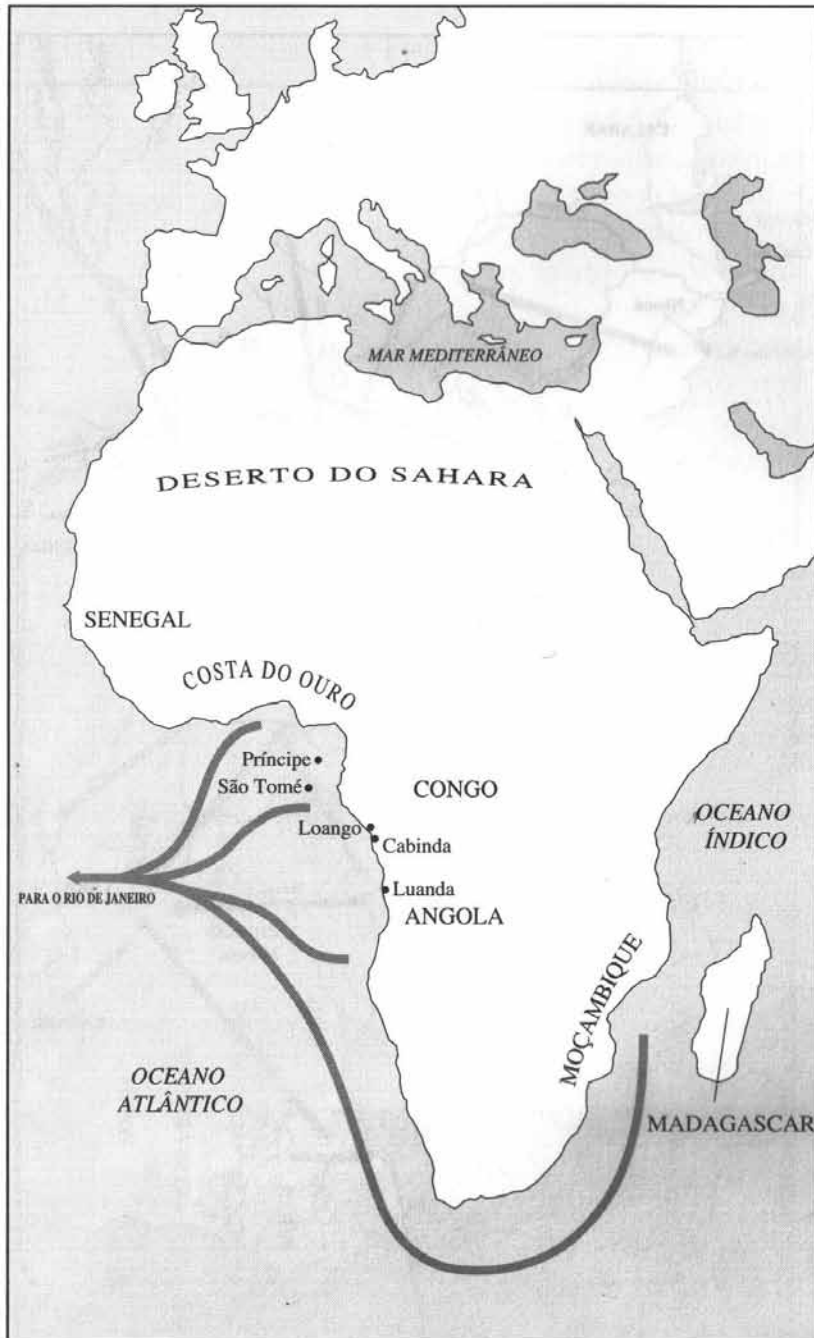 MAR MEDITERRÂNEO
DESERTO DO SAHARA
SENEGAL
COSTA DO OURO
Príncipe
São Tomé
CONGO
Loango
Cabinda
OCEANO
ÍNDICO
PARA O RIO DE JANEIRO
Luanda
ANGOLA
MOÇAMBIQUE
OCEANO
ATLÂNTICO
MADAGASCAR